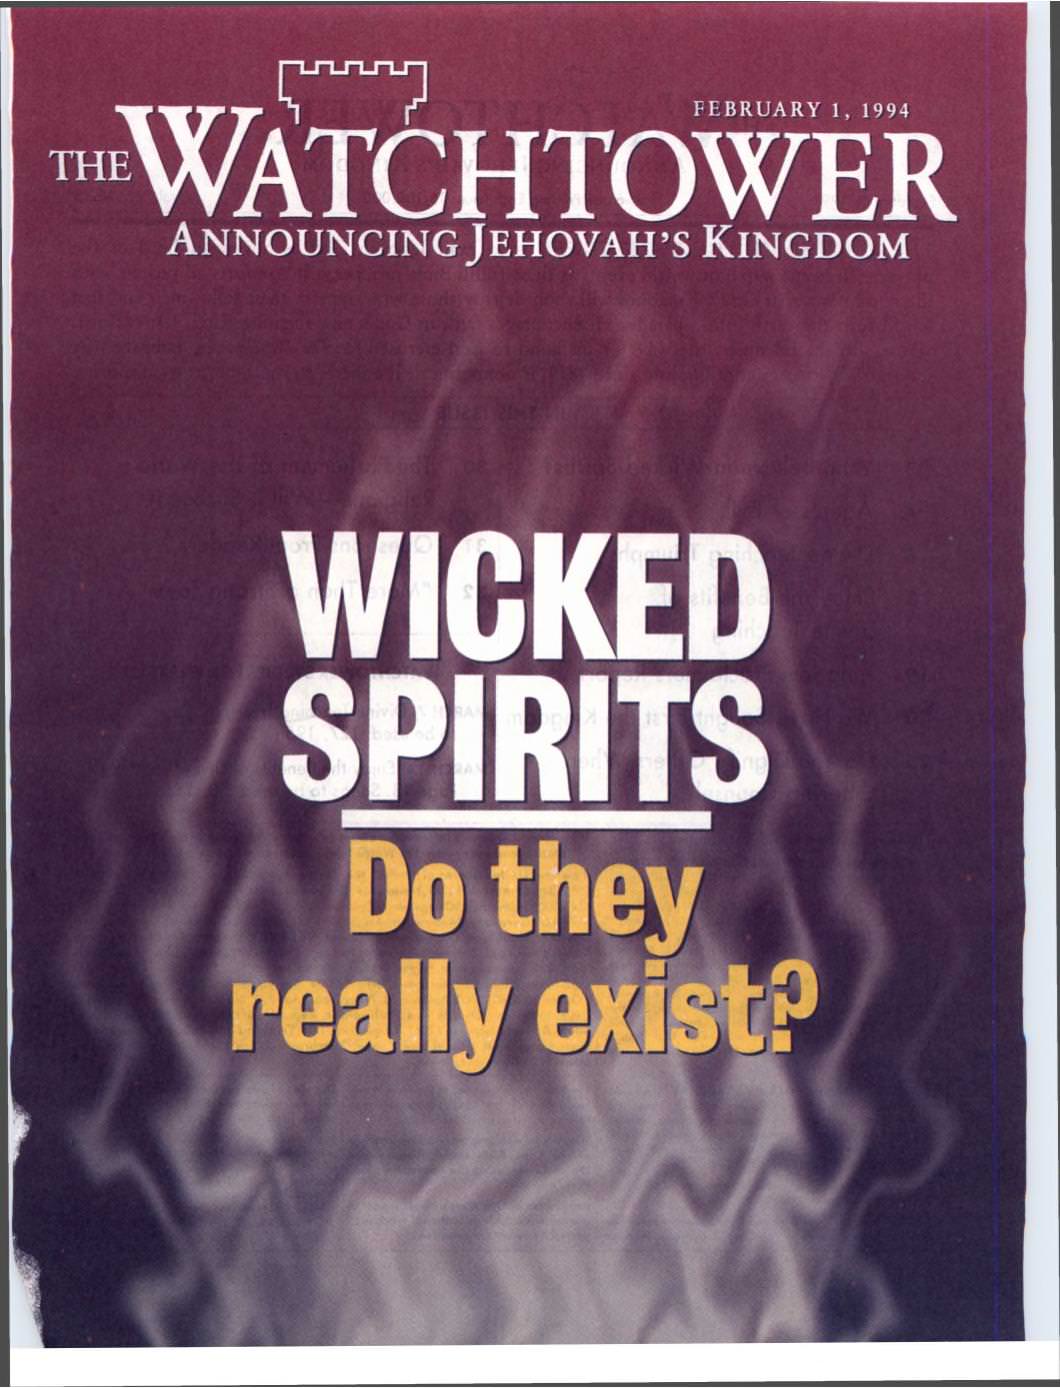 FEBRUARY 1, 1994
THE WATCHTOWER
ANNOUNCING JEHOVAH'S KINGDOM
WICKED
SPIRITS
Do they
really exist?